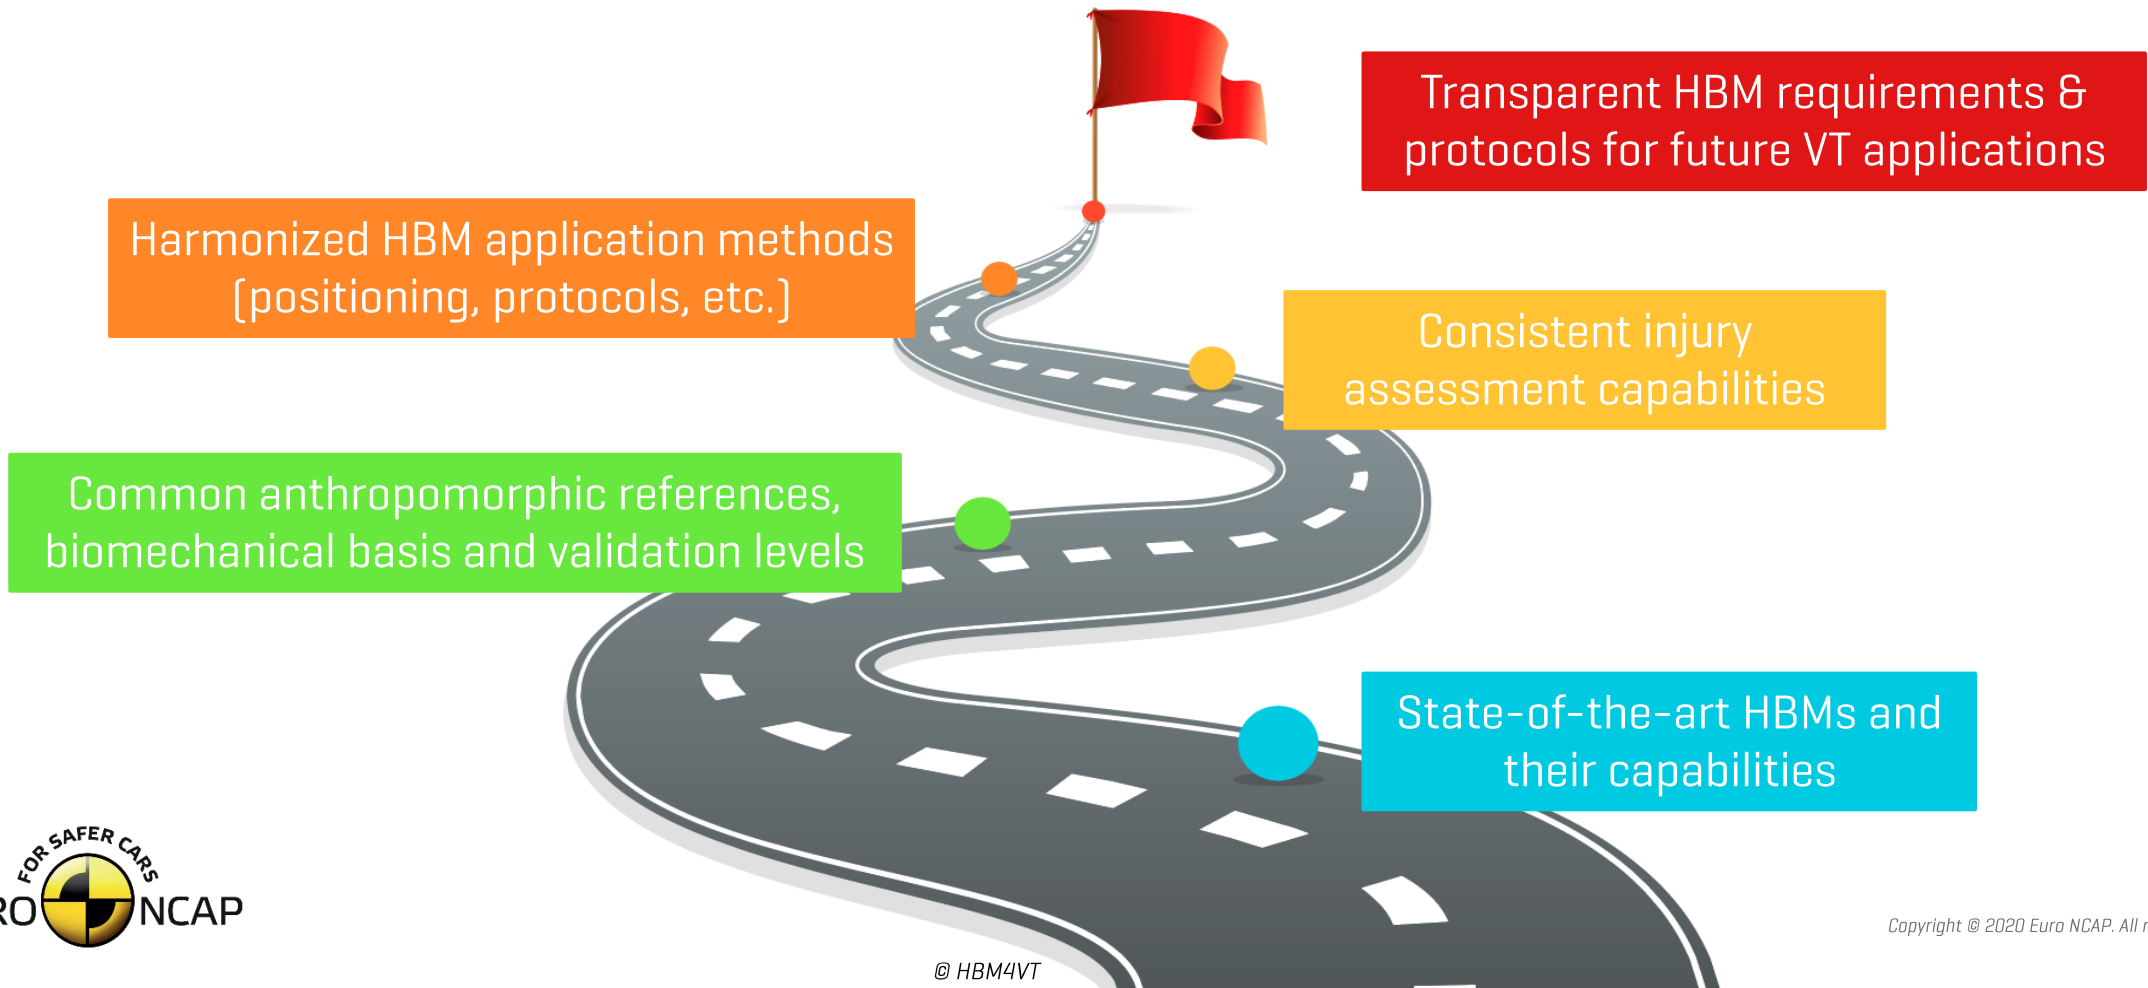 Transparent HBM requirements &
protocols for future VT applications
Harmonized HBM application methods
(positioning, protocols, etc.)
Consistent injury
assessment capabilities
Common anthropomorphic references,
biomechanical basis and validation levels
State-of-the-art HBMs and
their capabilities
FOR SAFER CARS
RO NCAP
Copyright © 2020 Euro NCAP. All r
© HBM4VT